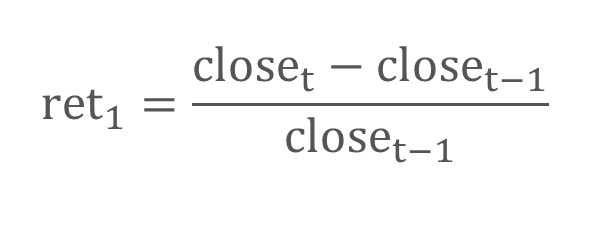 ret₁ = (closeₜ − closeₜ₋₁) / closeₜ₋₁